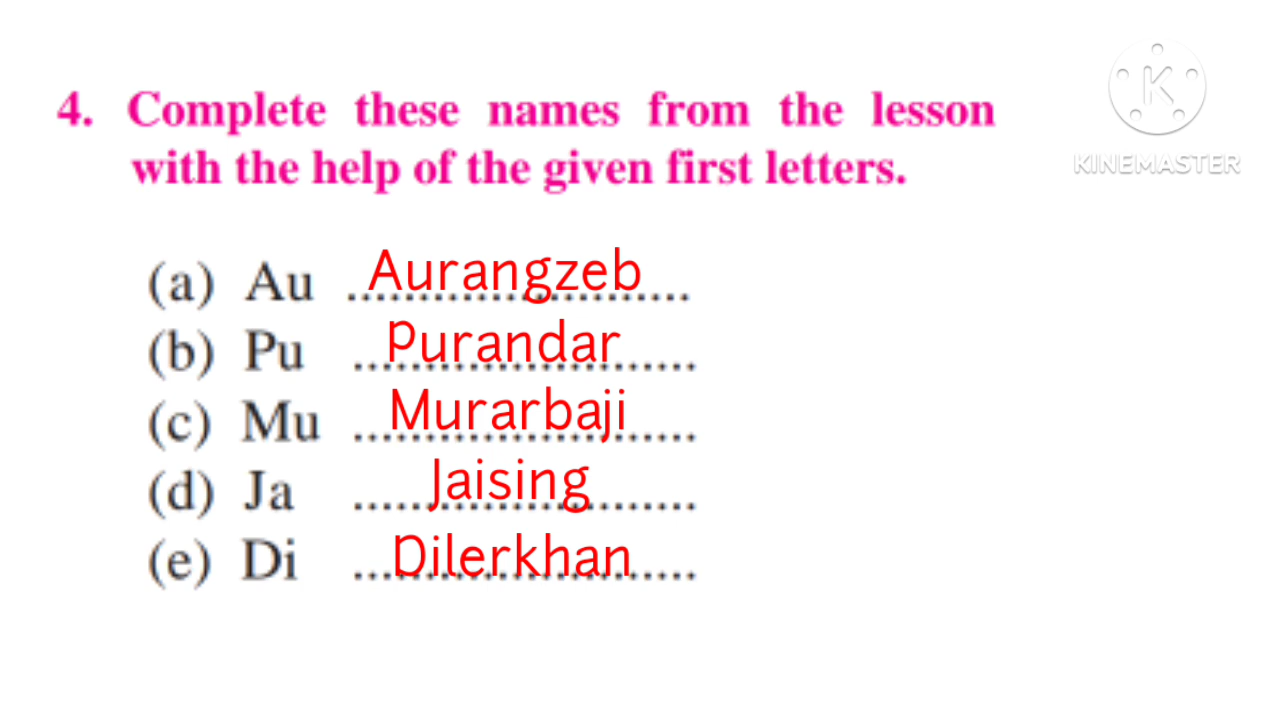 4. Complete these names from the lesson
KINEMASTER
with the help of the given first letters.
(a) Au ........................ Aurangzeb
(b) Pu ........................ Purandar
(c) Mu ........................ Murarbaji
(d) Ja ........................ Jaising
(e) Di ........................ Dilerkhan